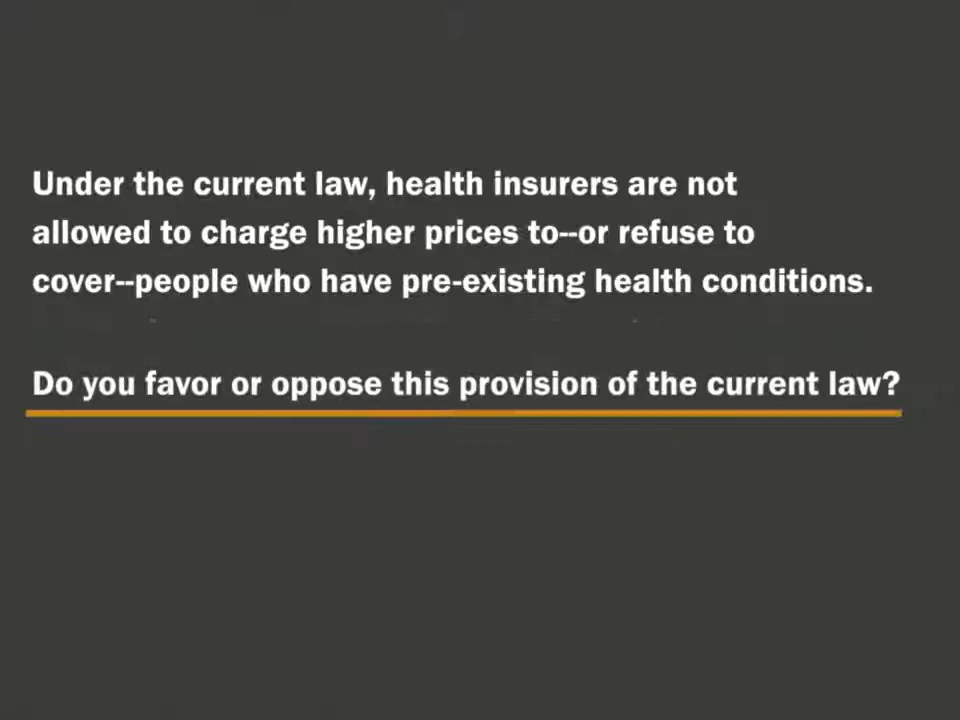 Under the current law, health insurers are not
allowed to charge higher prices to--or refuse to
cover--people who have pre-existing health conditions.
Do you favor or oppose this provision of the current law?